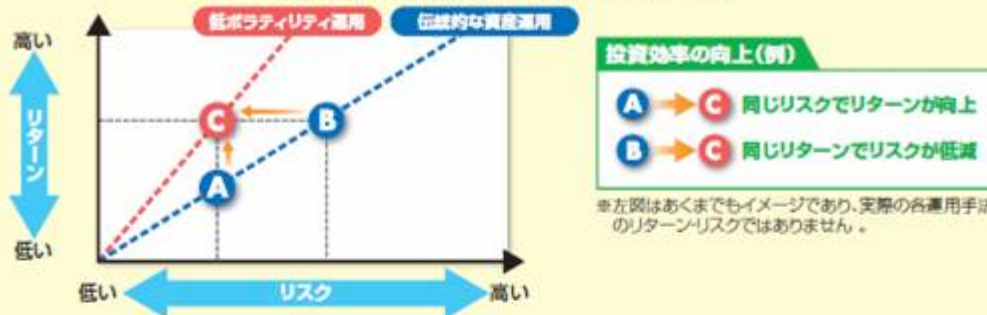 低ボラティリティ運用
伝統的な資産運用
高い
リターン
低い
C
B
A
低い
リスク
高い
投資効率の向上(例)
A C 同じリスクでリターンが向上
B C 同じリターンでリスクが低減
※左図はあくまでもイメージであり、実際の各運用手法
のリターン・リスクではありません。